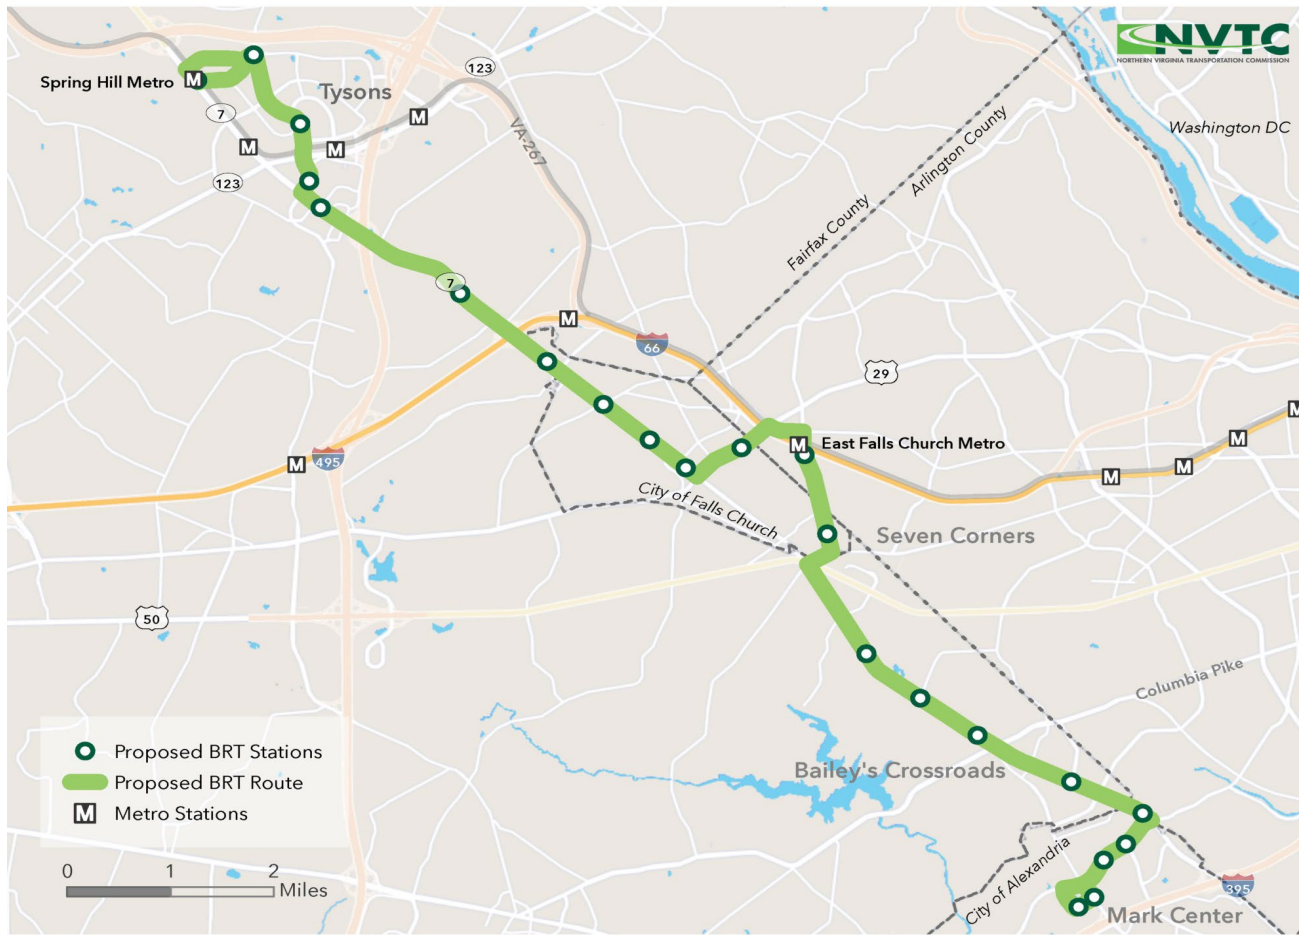 NVTC
NORTHERN VIRGINIA TRANSPORTATION COMMISSION
123
Spring Hill Metro
M
Tysons
7
M
M
M
123
VA-267
Washington DC
Arlington County
Fairfax County
7
M
66
29
M
East Falls Church Metro
M
M
M
M
M
495
City of Falls Church
Seven Corners
50
Columbia Pike
Bailey's Crossroads
Proposed BRT Stations
Proposed BRT Route
M Metro Stations
0 1 2
Miles
City of Alexandria
395
Mark Center